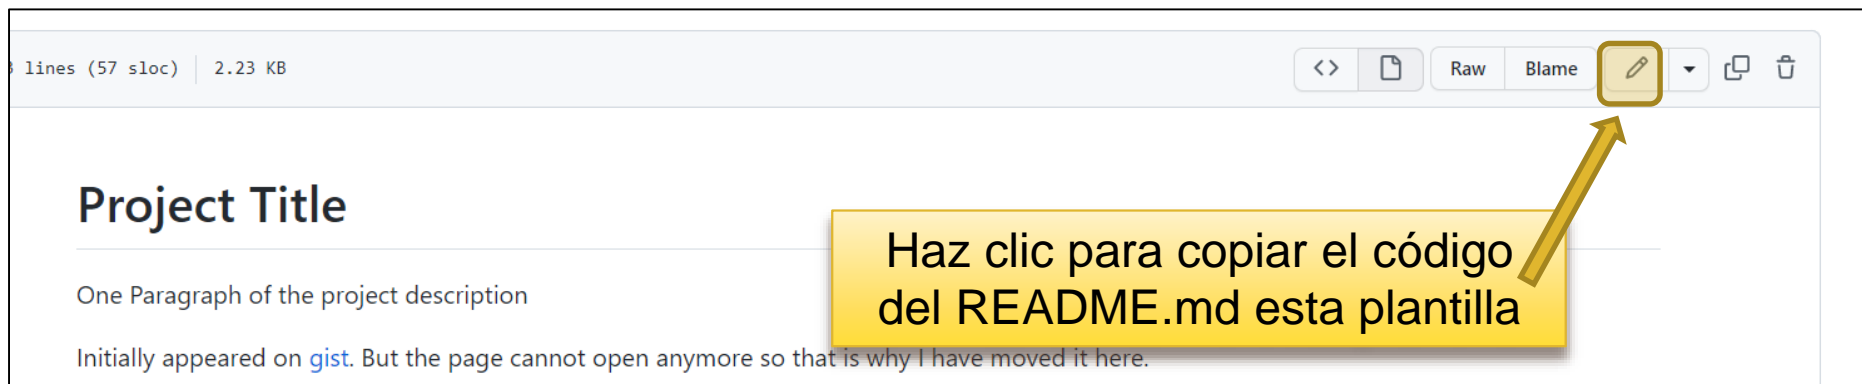 lines (57 sloc) 2.23 KB Raw Blame
Project Title
Haz clic para copiar el código
del README.md esta plantilla
One Paragraph of the project description
Initially appeared on gist. But the page cannot open anymore so that is why I have moved it here.